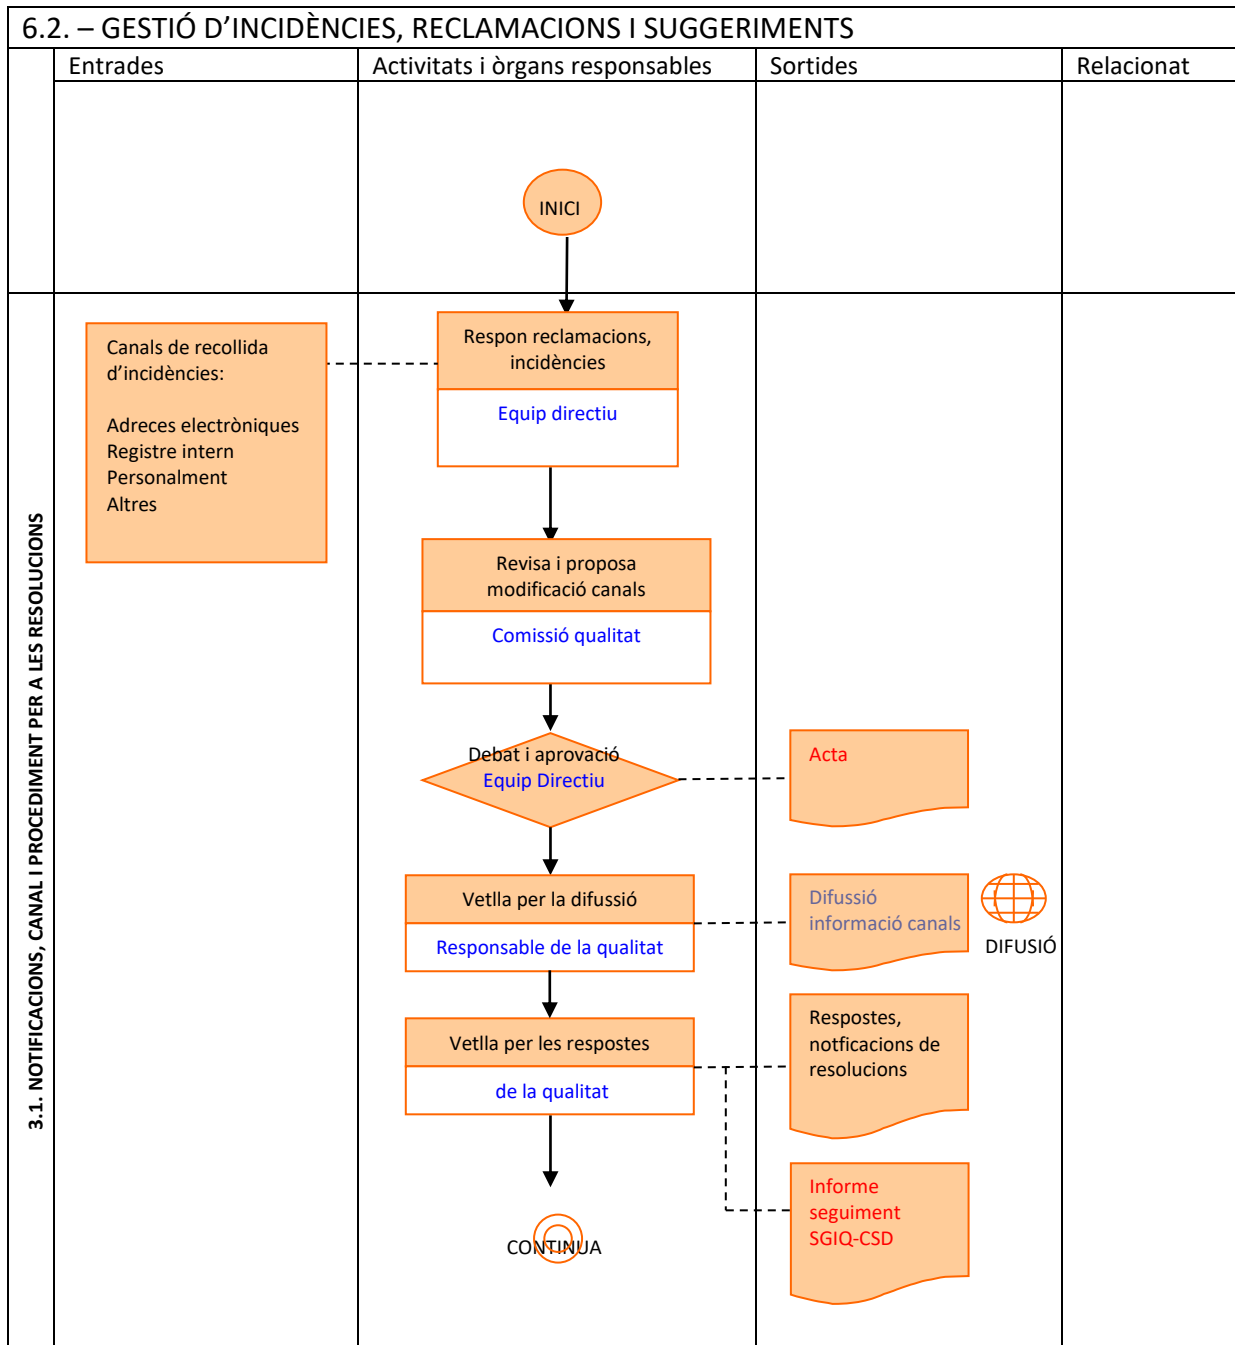 6.2. – GESTIÓ D'INCIDÈNCIES, RECLAMACIONS I SUGGERIMENTS
Entrades
Activitats i òrgans responsables
Sortides
Relacionat
INICI
3.1. NOTIFICACIONS, CANAL I PROCEDIMENT PER A LES RESOLUCIONS
Canals de recollida
d'incidències:
Adreces electròniques
Registre intern
Personalment
Altres
Respon reclamacions,
incidències
Equip directiu
Revisa i proposa
modificació canals
Comissió qualitat
Debat i aprovació
Equip Directiu
Acta
Vetlla per la difussió
Responsable de la qualitat
Difussió
informació canals
DIFUSIÓ
Vetlla per les respostes
de la qualitat
Respostes,
notficacions de
resolucions
Informe
seguiment
SGIQ-CSD
CONTINUA